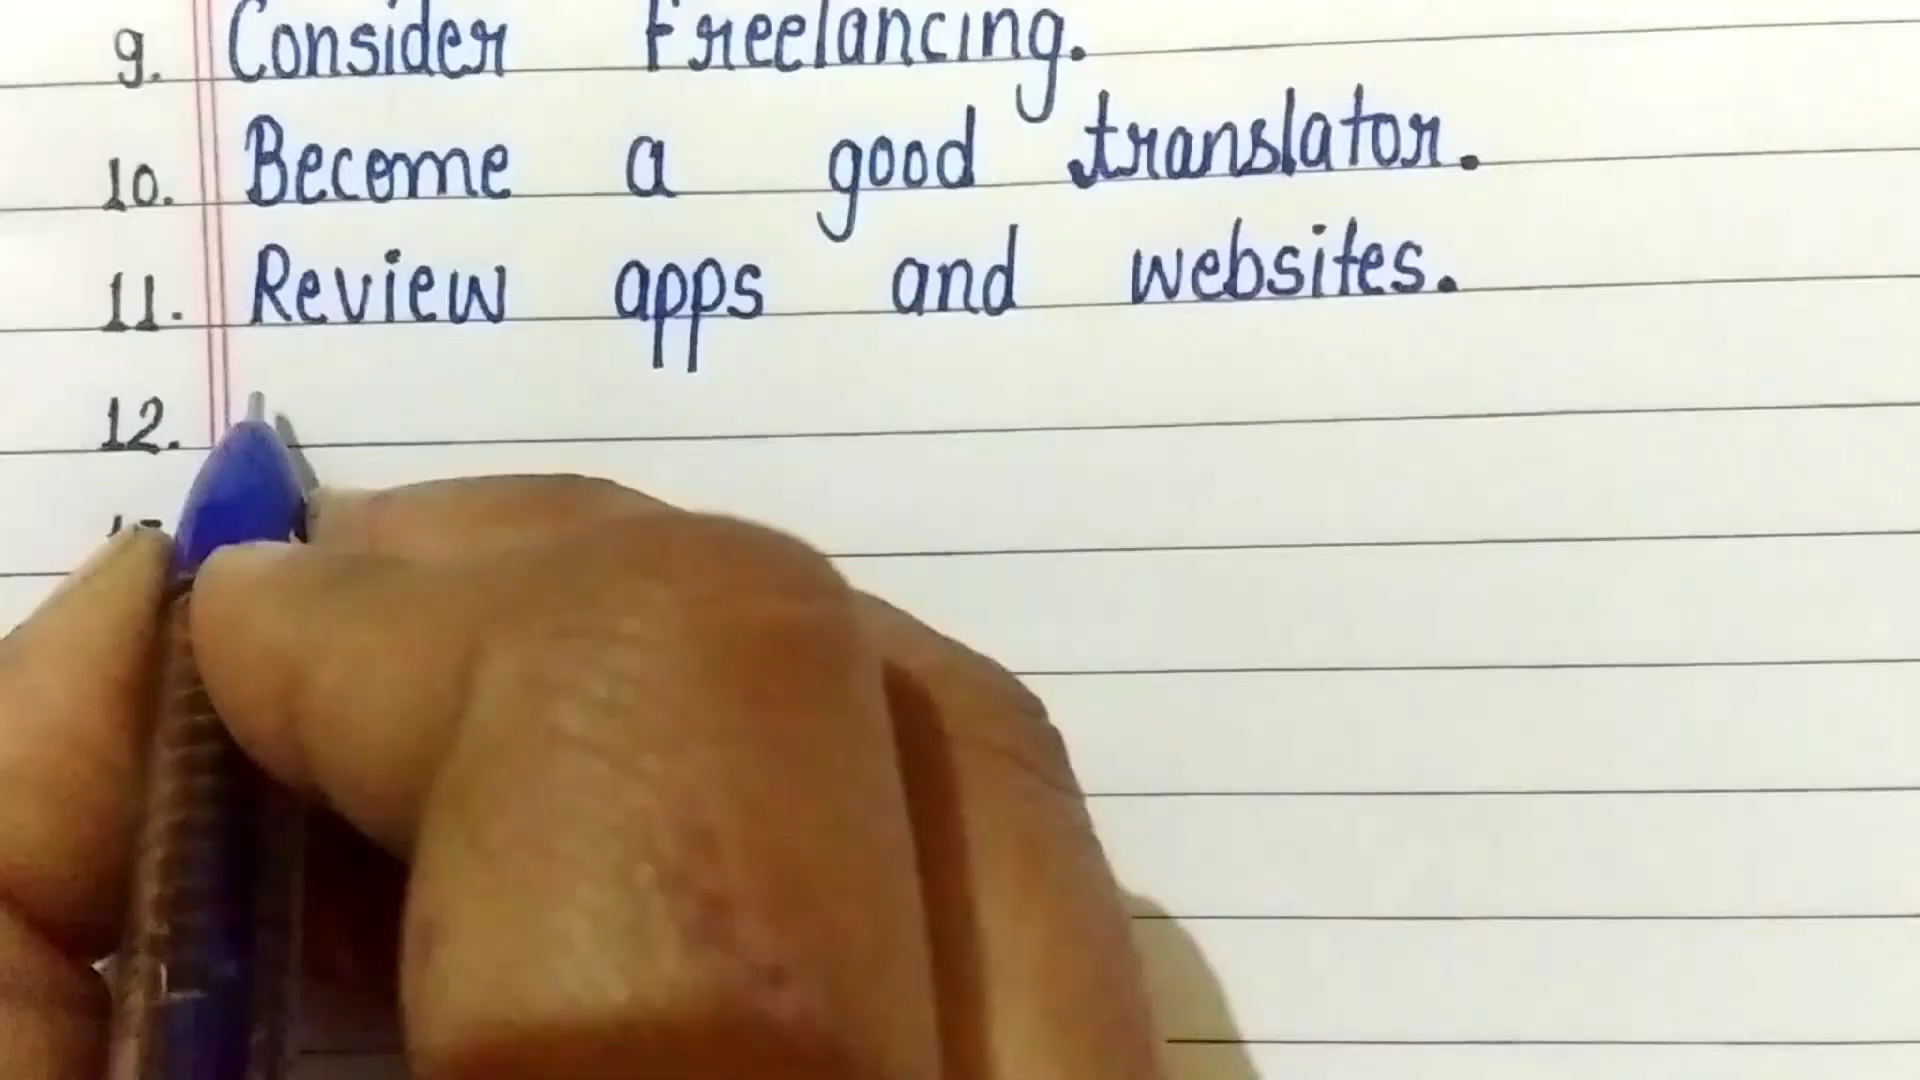 9. Consider Freelancing.
10. Become a good translator.
11. Review apps and websites.
12.